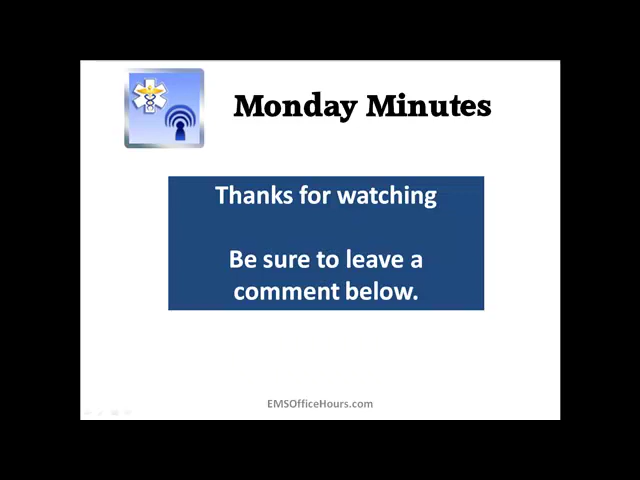 Monday Minutes
Thanks for watching
Be sure to leave a
comment below.
EMSOfficeHours.com